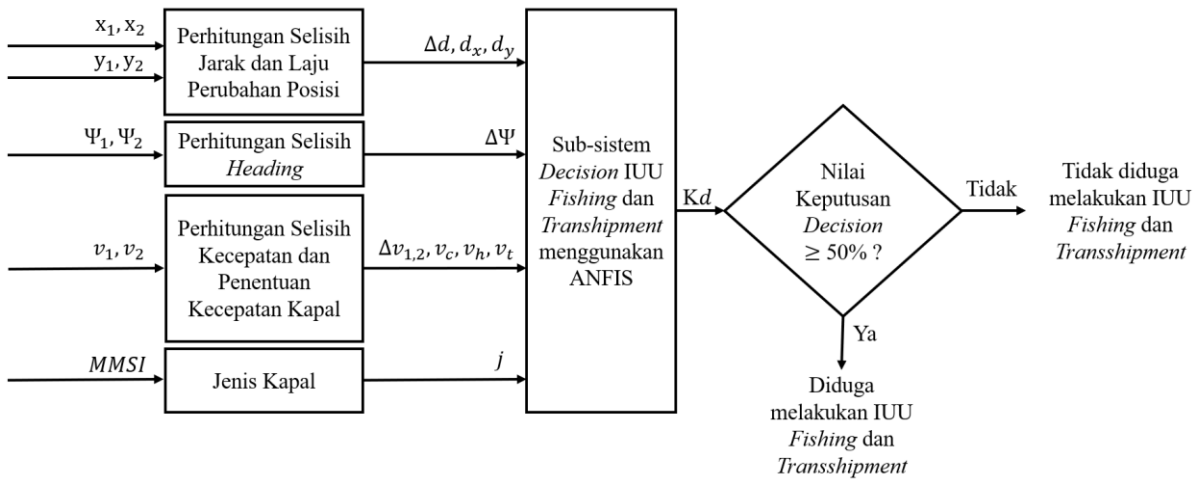 x₁, x₂
y₁, y₂
Perhitungan Selisih
Jarak dan Laju
Perubahan Posisi
Δd, dₓ, d_y
Ψ₁, Ψ₂
Perhitungan Selisih
Heading
ΔΨ
v₁, v₂
Perhitungan Selisih
Kecepatan dan
Penentuan
Kecepatan Kapal
Δv₁,₂, v_c, v_h, v_t
MMSI
Jenis Kapal
j
Sub-sistem
Decision IUU
Fishing dan
Transhipment
menggunakan
ANFIS
Kd
Nilai
Keputusan
Decision
≥ 50% ?
Tidak
Tidak diduga
melakukan IUU
Fishing dan
Transshipment
Ya
Diduga
melakukan IUU
Fishing dan
Transshipment